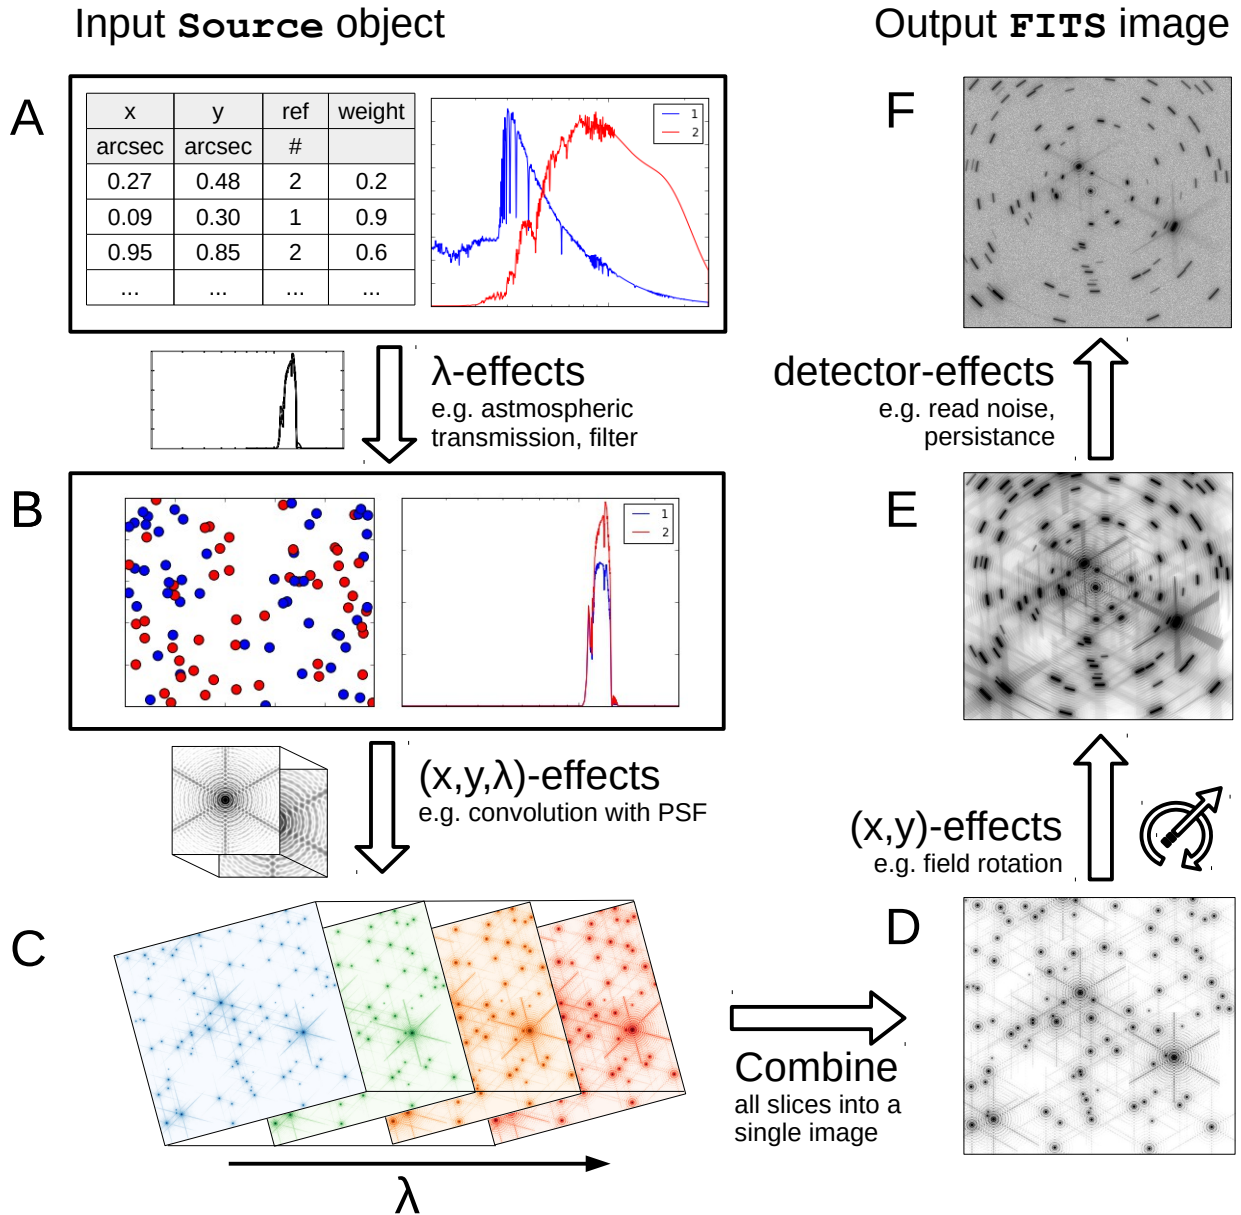 Input Source object
Output FITS image
A
x y ref weight
arcsec arcsec #
0.27 0.48 2 0.2
0.09 0.30 1 0.9
0.95 0.85 2 0.6
... ... ... ...
1
2
λ-effects
e.g. astmospheric
transmission, filter
B
1
2
(x,y,λ)-effects
e.g. convolution with PSF
C
λ
Combine
all slices into a
single image
D
(x,y)-effects
e.g. field rotation
E
detector-effects
e.g. read noise,
persistance
F